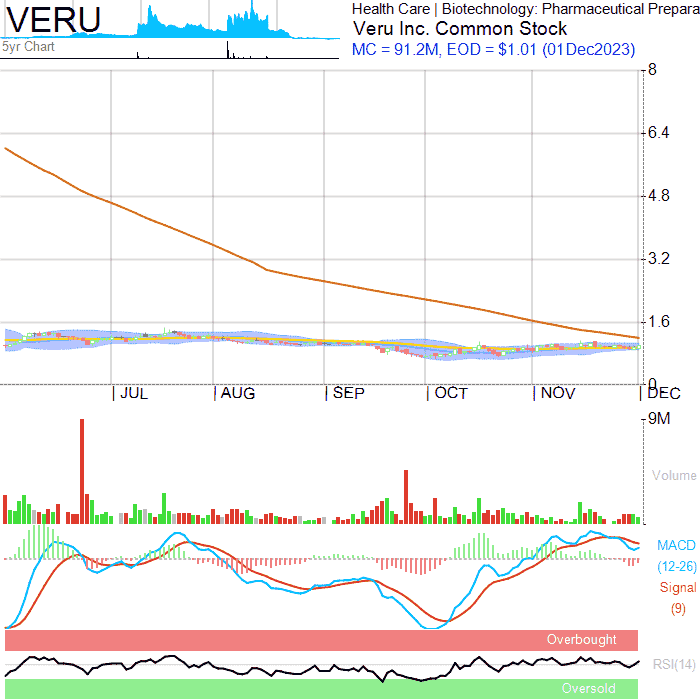 VERU
5yr Chart
Health Care | Biotechnology: Pharmaceutical Prepara
Veru Inc. Common Stock
MC = 91.2M, EOD = $1.01 (01Dec2023)
8
6.4
4.8
3.2
1.6
0
| JUL | AUG | SEP | OCT | NOV | DEC
9M
Volume
MACD
(12-26)
Signal
(9)
Overbought
RSI(14)
Oversold